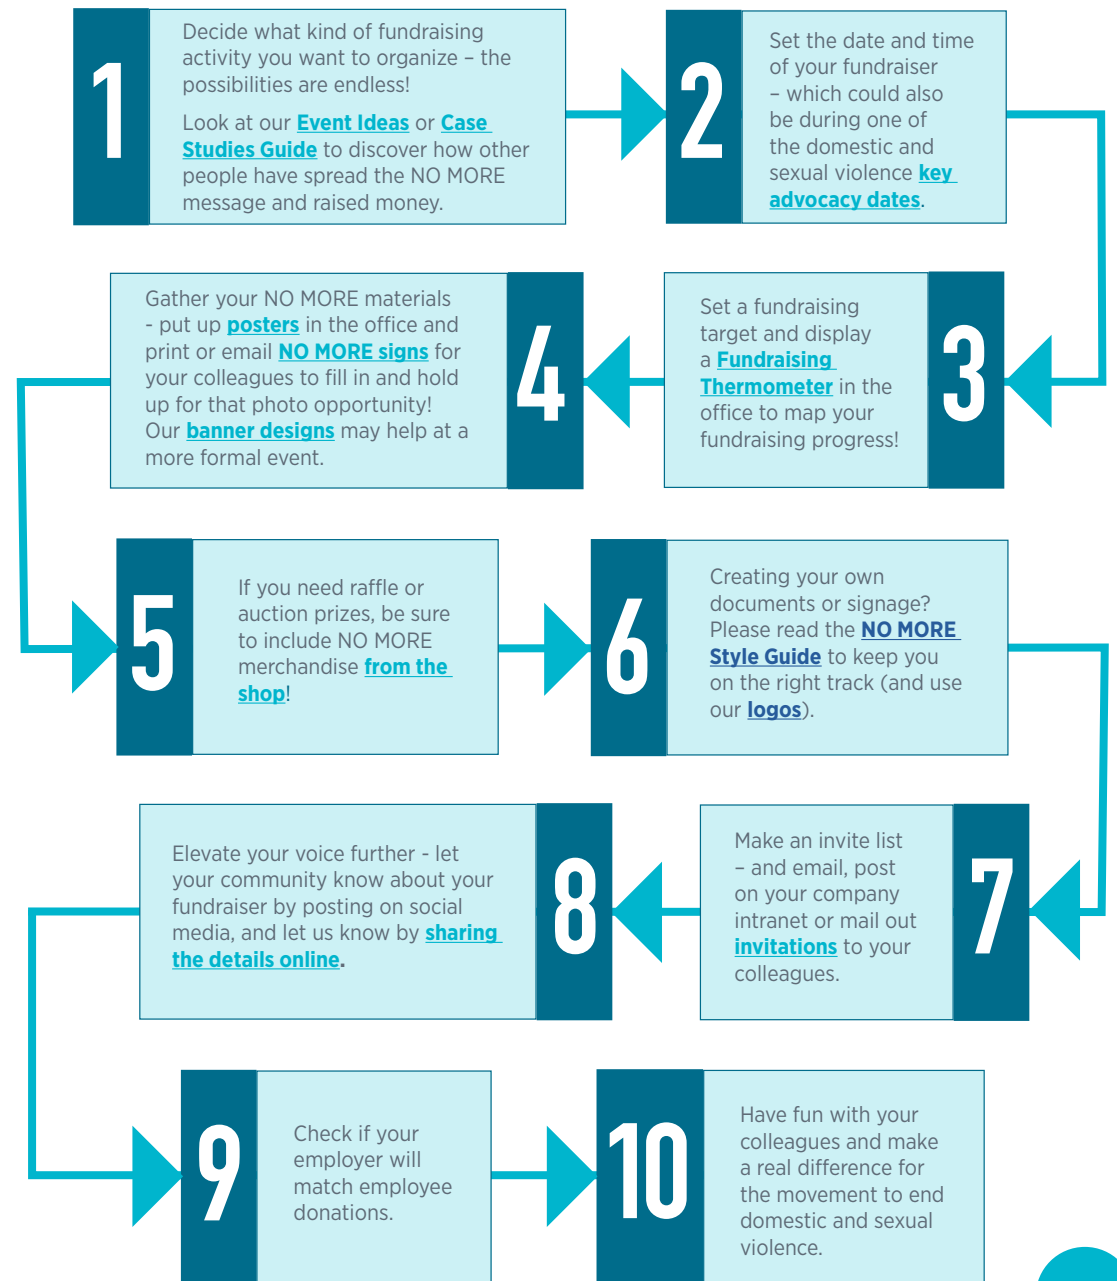 1
Decide what kind of fundraising
activity you want to organize – the
possibilities are endless!
Look at our Event Ideas or Case
Studies Guide to discover how other
people have spread the NO MORE
message and raised money.
2
Set the date and time
of your fundraiser
– which could also
be during one of
the domestic and
sexual violence key
advocacy dates.
3
Set a fundraising
target and display
a Fundraising
Thermometer in the
office to map your
fundraising progress!
4
Gather your NO MORE materials
- put up posters in the office and
print or email NO MORE signs for
your colleagues to fill in and hold
up for that photo opportunity!
Our banner designs may help at a
more formal event.
5
If you need raffle or
auction prizes, be sure
to include NO MORE
merchandise from the
shop!
6
Creating your own
documents or signage?
Please read the NO MORE
Style Guide to keep you
on the right track (and use
our logos).
7
Make an invite list
– and email, post
on your company
intranet or mail out
invitations to your
colleagues.
8
Elevate your voice further - let
your community know about your
fundraiser by posting on social
media, and let us know by sharing
the details online.
9
Check if your
employer will
match employee
donations.
10
Have fun with your
colleagues and make
a real difference for
the movement to end
domestic and sexual
violence.